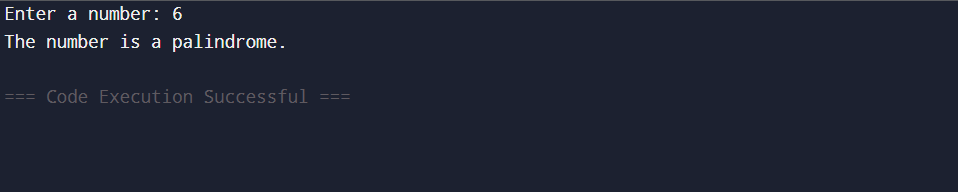 Enter a number: 6
The number is a palindrome.
=== Code Execution Successful ===